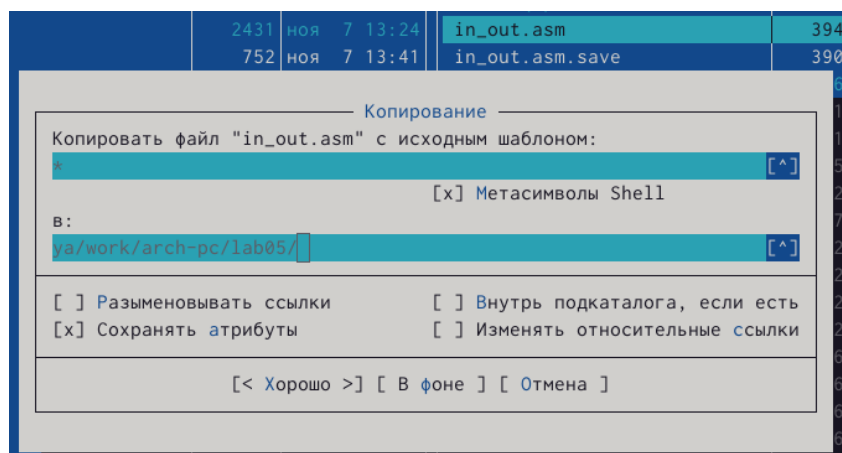 2431 ноя 7 13:24 in_out.asm 394
752 ноя 7 13:41 in_out.asm.save 390
Копирование
Копировать файл "in_out.asm" с исходным шаблоном:
* [^]
[x] Метасимволы Shell
в:
ya/work/arch-pc/lab05/ [^]
[ ] Разыменовывать ссылки [ ] Внутрь подкаталога, если есть
[x] Сохранять атрибуты [ ] Изменять относительные ссылки
[< Хорошо >] [ В фоне ] [ Отмена ]